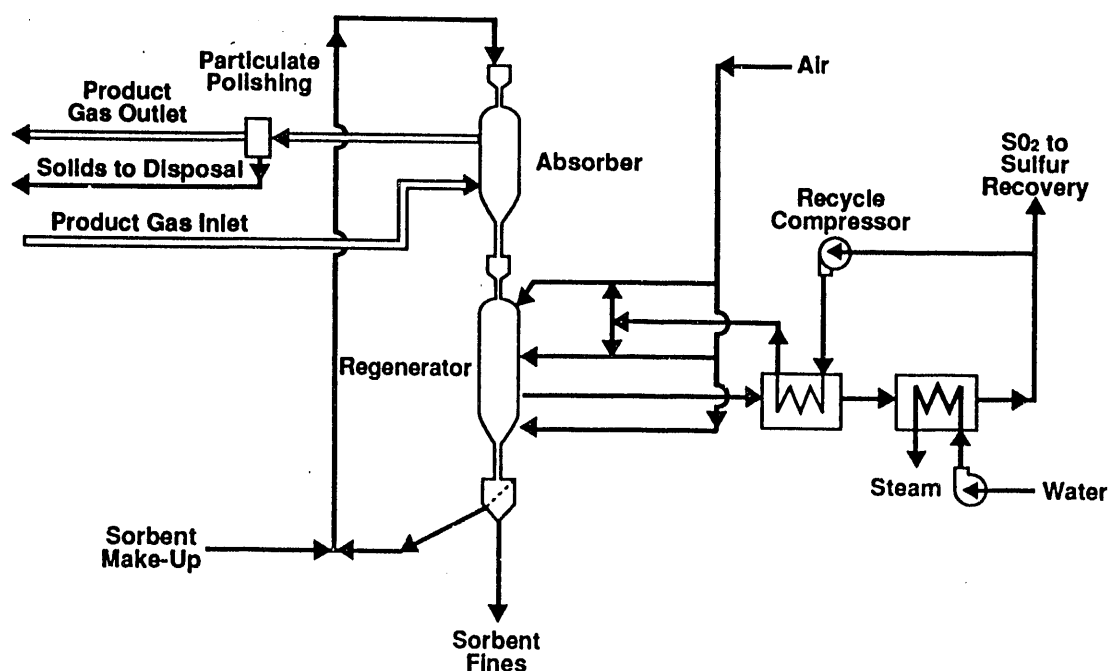 Particulate
Polishing
Air
Product
Gas Outlet
SO2 to
Sulfur
Recovery
Absorber
Solids to Disposal
Recycle
Compressor
Product Gas Inlet
Regenerator
Steam
Water
Sorbent
Make-Up
Sorbent
Fines